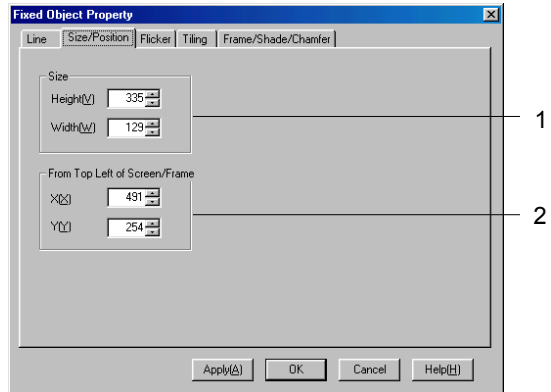 Fixed Object Property
Line Size/Position Flicker Tiling Frame/Shade/Chamfer
Size
Height(V) 335
Width(W) 129
1
From Top Left of Screen/Frame
X(X) 491
Y(Y) 254
2
Apply(A) OK Cancel Help(H)